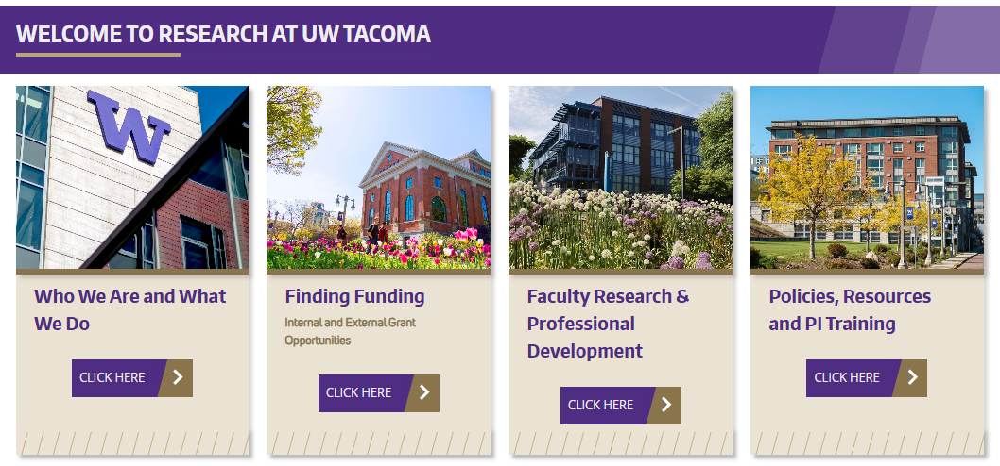 WELCOME TO RESEARCH AT UW TACOMA
W
Who We Are and What
We Do
CLICK HERE
Finding Funding
Internal and External Grant
Opportunities
CLICK HERE
Faculty Research &
Professional
Development
CLICK HERE
Policies, Resources
and PI Training
CLICK HERE